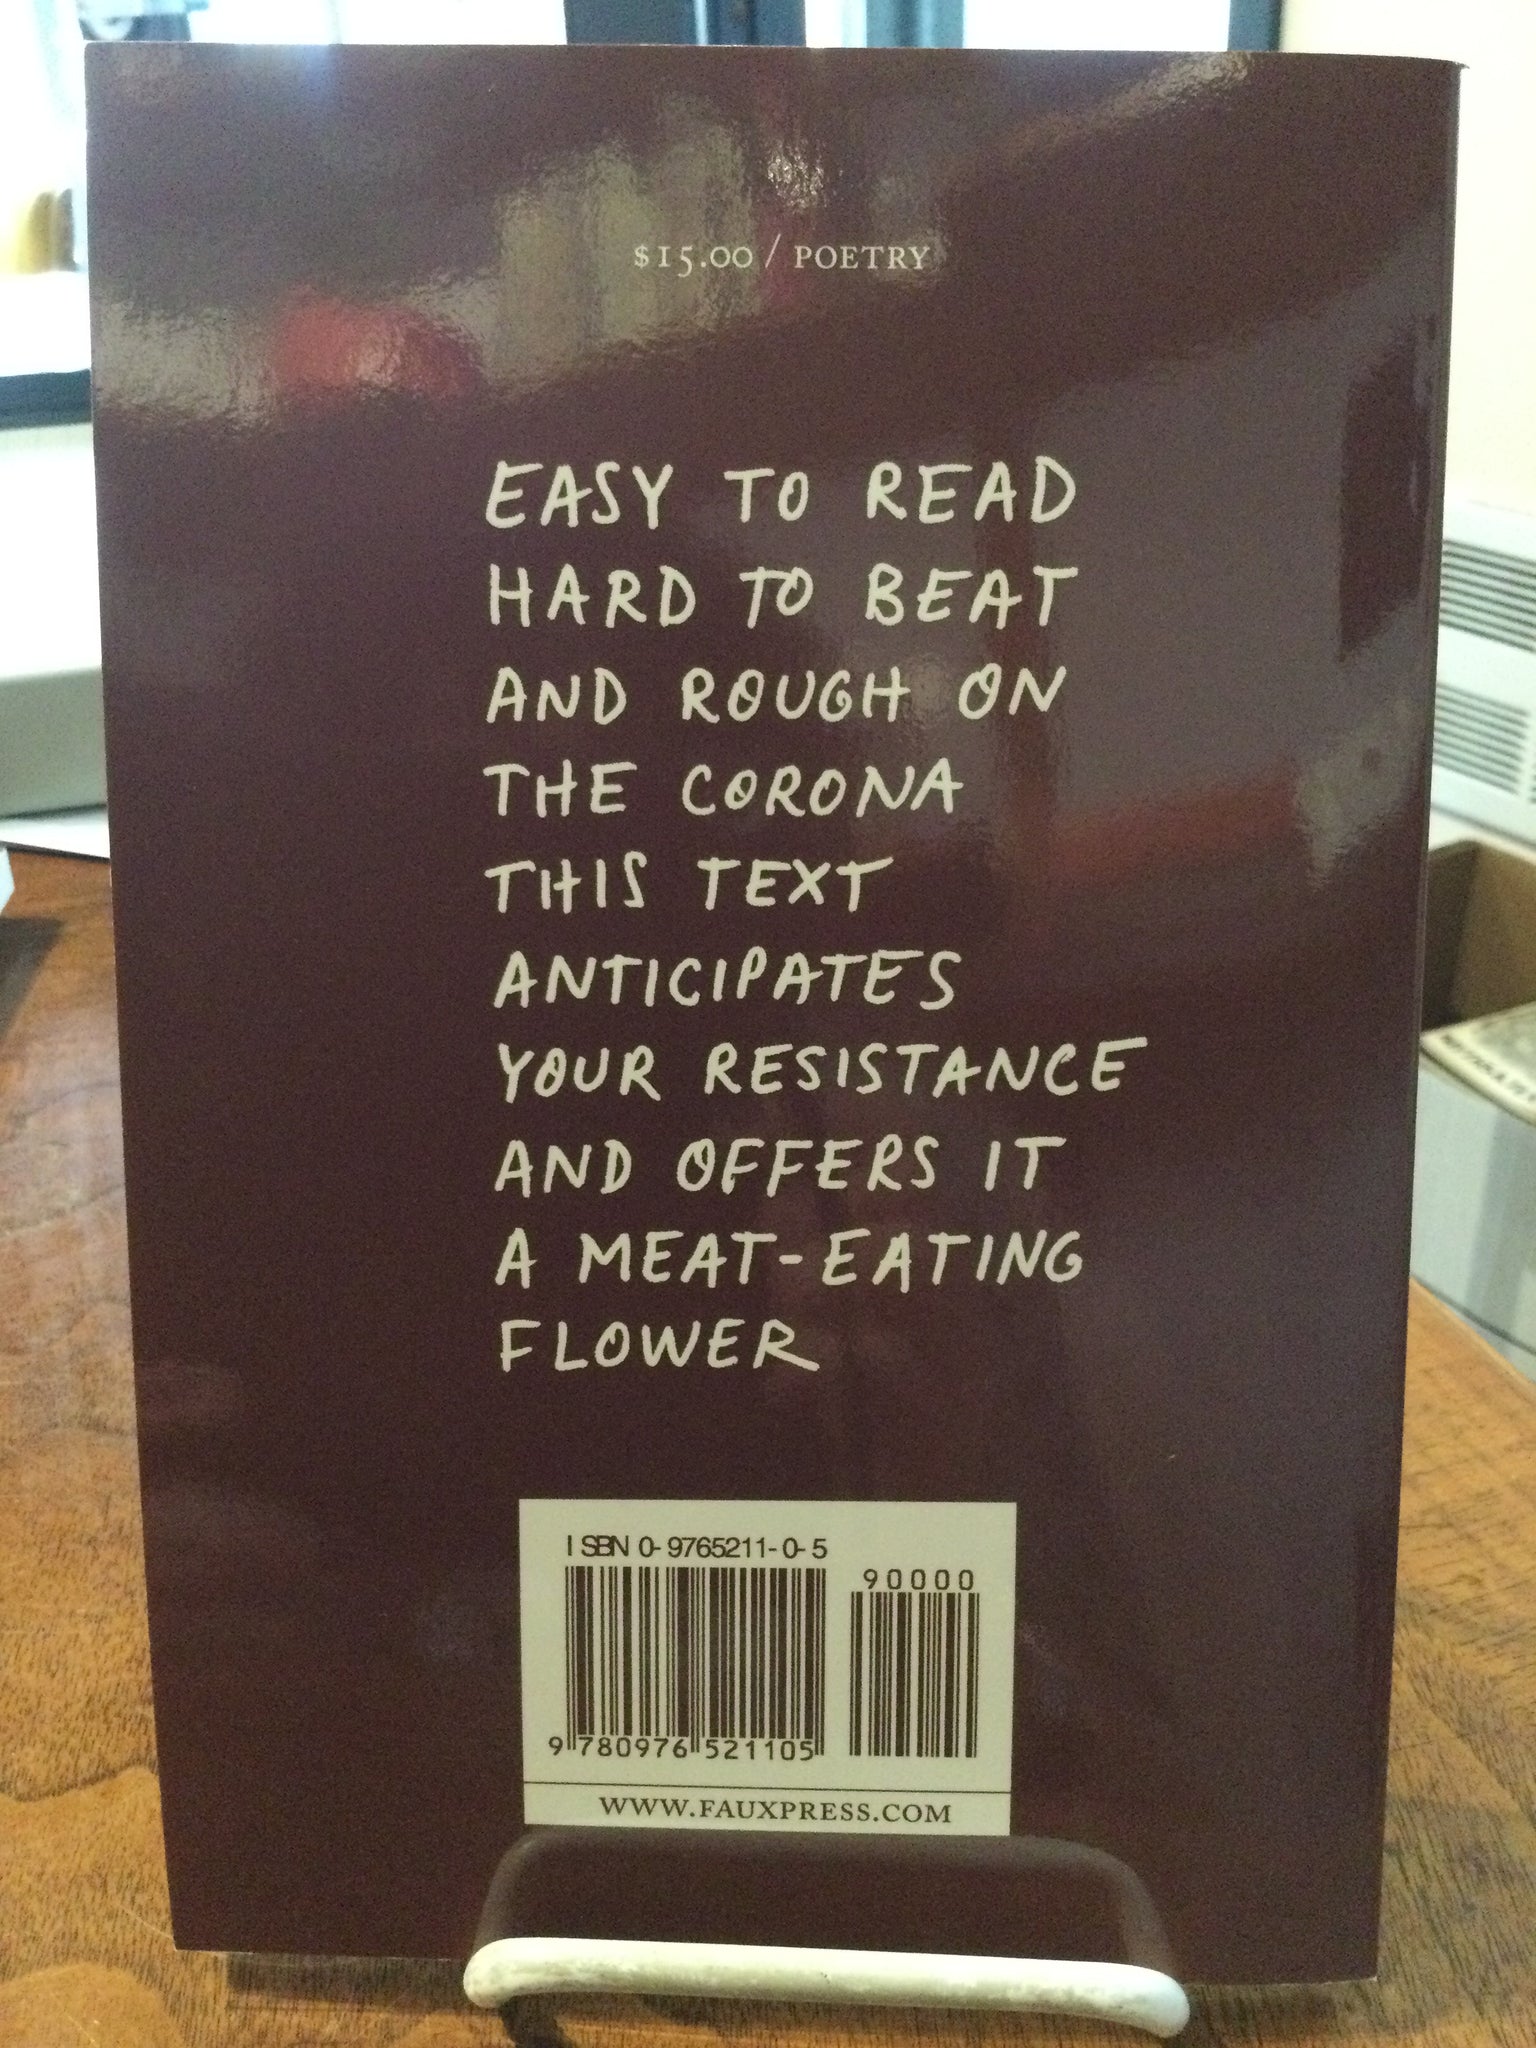 $15.00 / POETRY
EASY TO READ
HARD TO BEAT
AND ROUGH ON
THE CORONA
THIS TEXT
ANTICIPATES
YOUR RESISTANCE
AND OFFERS IT
A MEAT-EATING
FLOWER
ISBN 0-9765211-0-5
90000
9 780976 521105
WWW.FAUXPRESS.COM